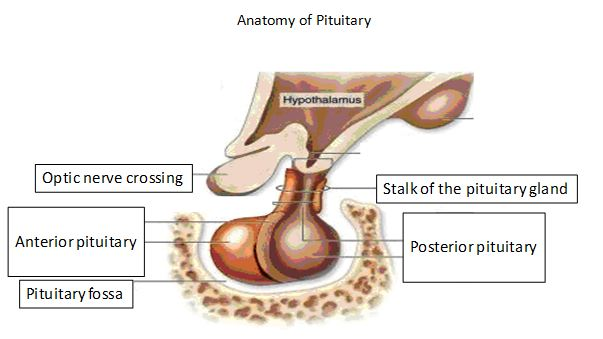 Anatomy of Pituitary
Hypothalamus
Optic nerve crossing
Stalk of the pituitary gland
Anterior pituitary
Posterior pituitary
Pituitary fossa